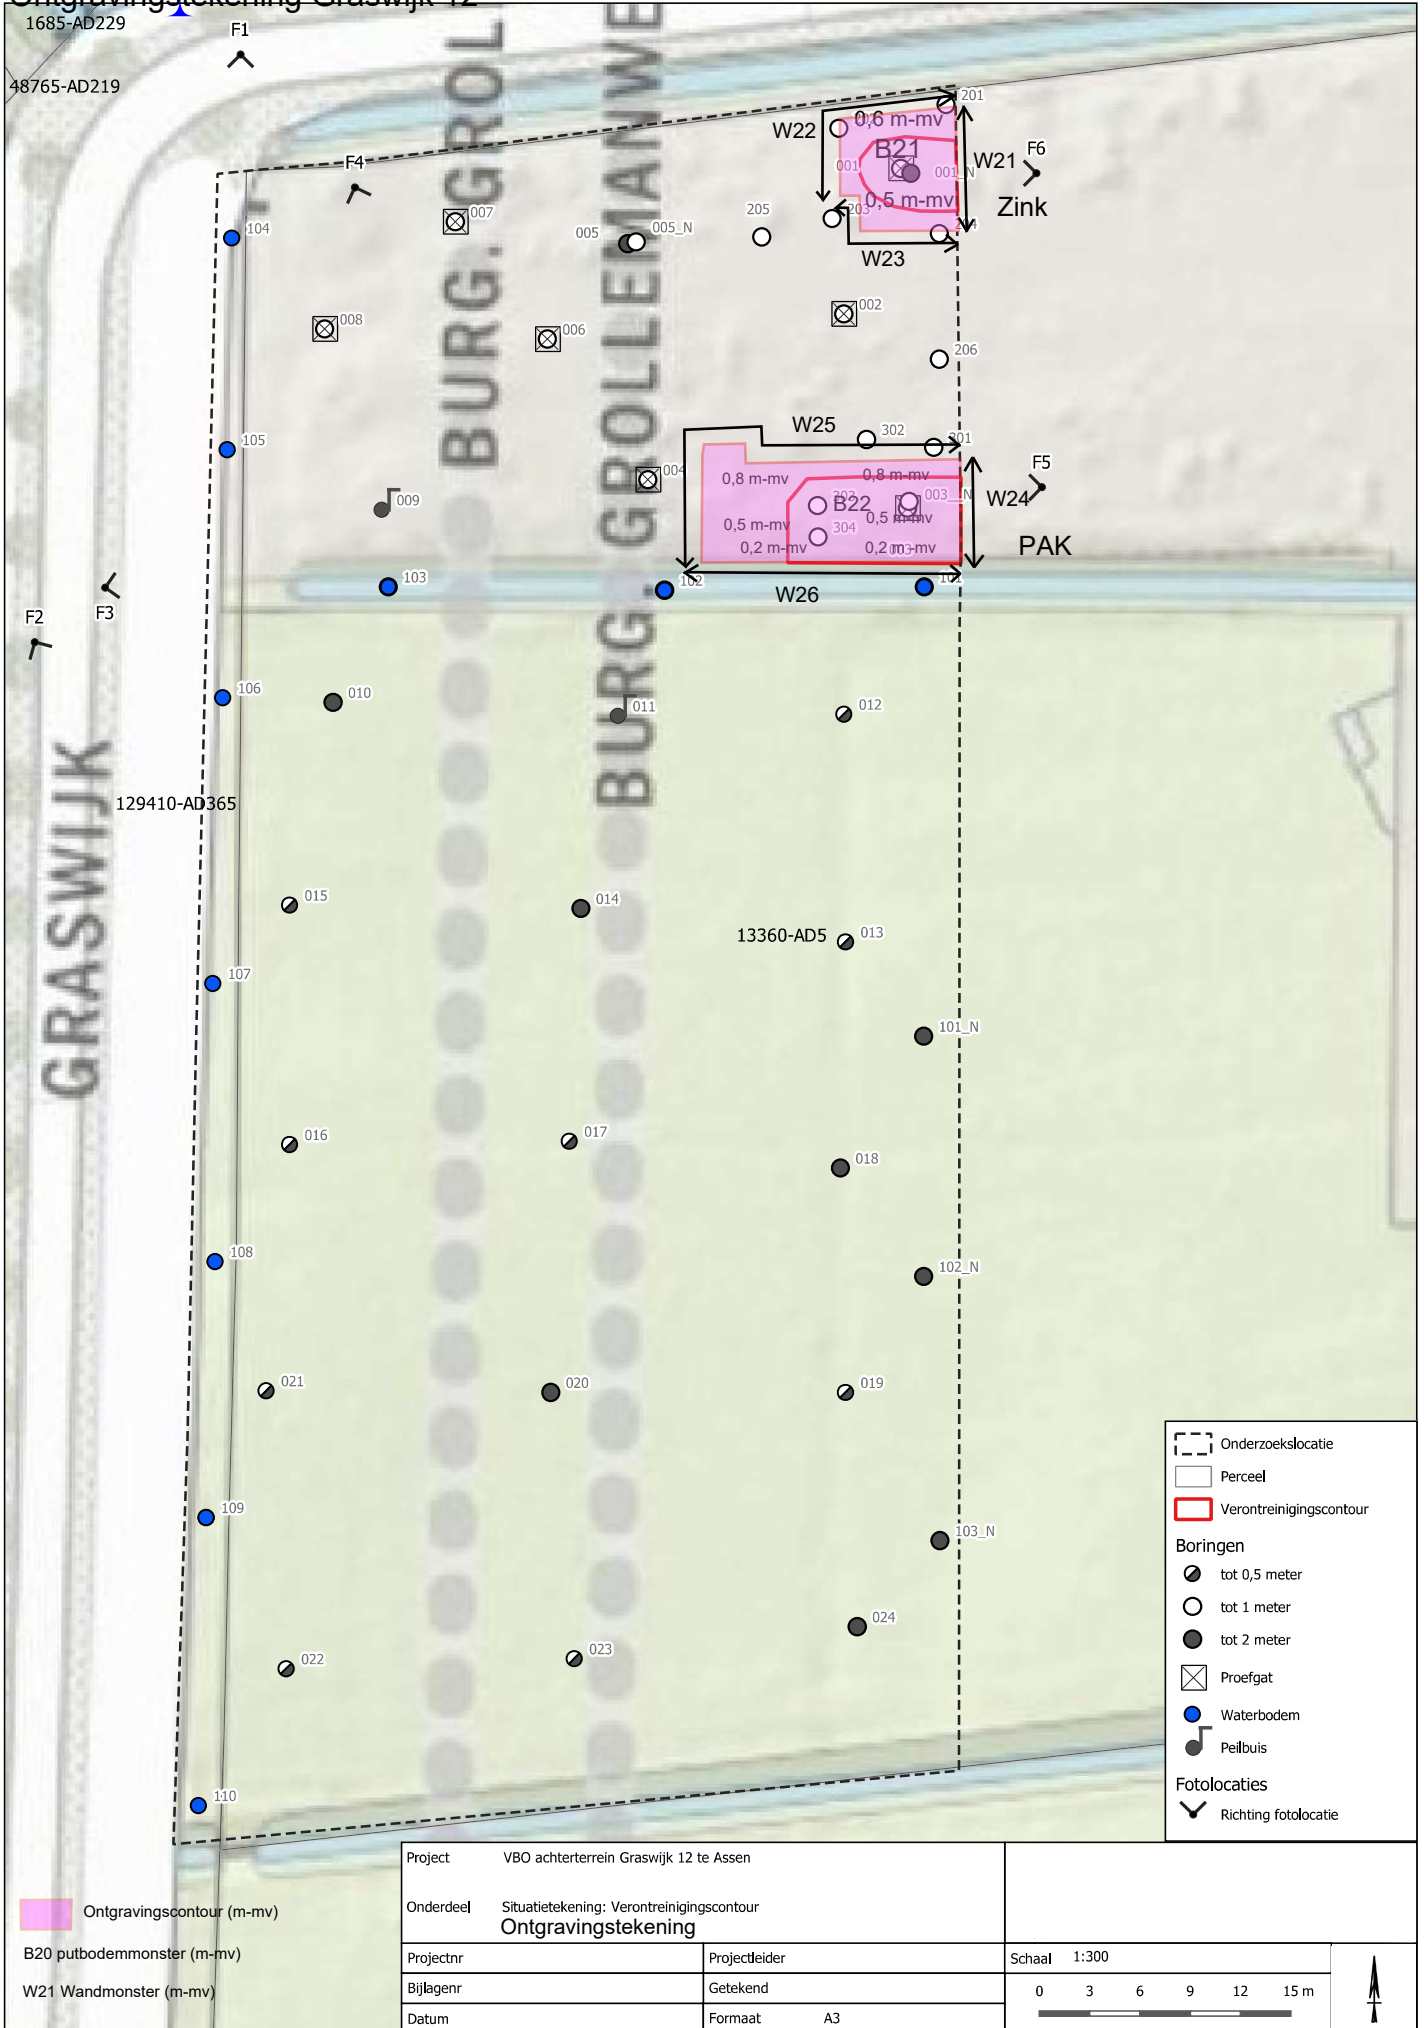 Ontgravingstekening Graswijk 12
1685-AD229
F1
48765-AD219
BURG. GROL
BURG. GROLLEMANWE
201
W22
0,6 m-mv
B21
W21
F6
001
001_N
0,5 m-mv
Zink
F4
104
007
005
005_N
205
203
204
W23
008
006
002
206
105
W25
302
301
004
0,8 m-mv
0,8 m-mv
F5
009
303
B22
003_N
W24
0,5 m-mv
0,5 m-mv
304
0,2 m-mv
0,2 m-mv
003
PAK
103
102
101
W26
F3
F2
106
010
011
012
GRASWIJK
129410-AD365
015
014
13360-AD5
013
107
101_N
016
017
018
108
102_N
021
020
019
109
103_N
024
022
023
110
Onderzoekslocatie
Perceel
Verontreinigingscontour
Boringen
tot 0,5 meter
tot 1 meter
tot 2 meter
Proefgat
Waterbodem
Peilbuis
Fotolocaties
Richting fotolocatie
Ontgravingscontour (m-mv)
B20 putbodemmonster (m-mv)
W21 Wandmonster (m-mv)
Project VBO achterterrein Graswijk 12 te Assen
Onderdeel Situatietekening: Verontreinigingscontour
Ontgravingstekening
Projectnr Projectleider Schaal 1:300
Bijlagenr Getekend
0 3 6 9 12 15 m
Datum Formaat A3